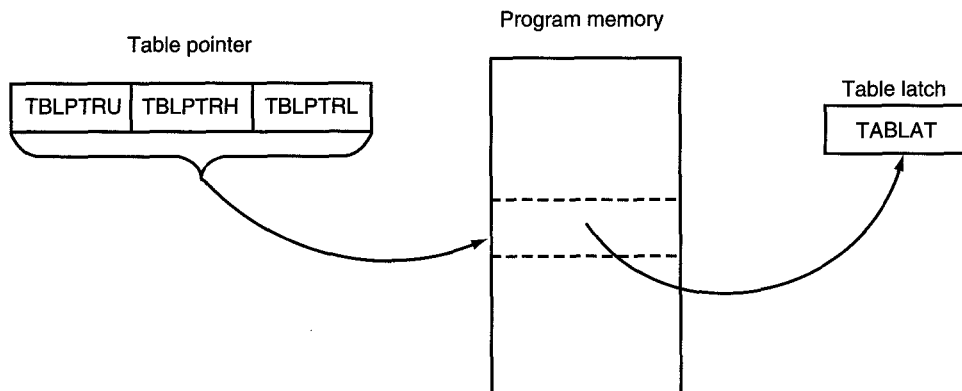 Program memory
Table pointer
TBLPTRU TBLPTRH TBLPTRL
Table latch
TABLAT